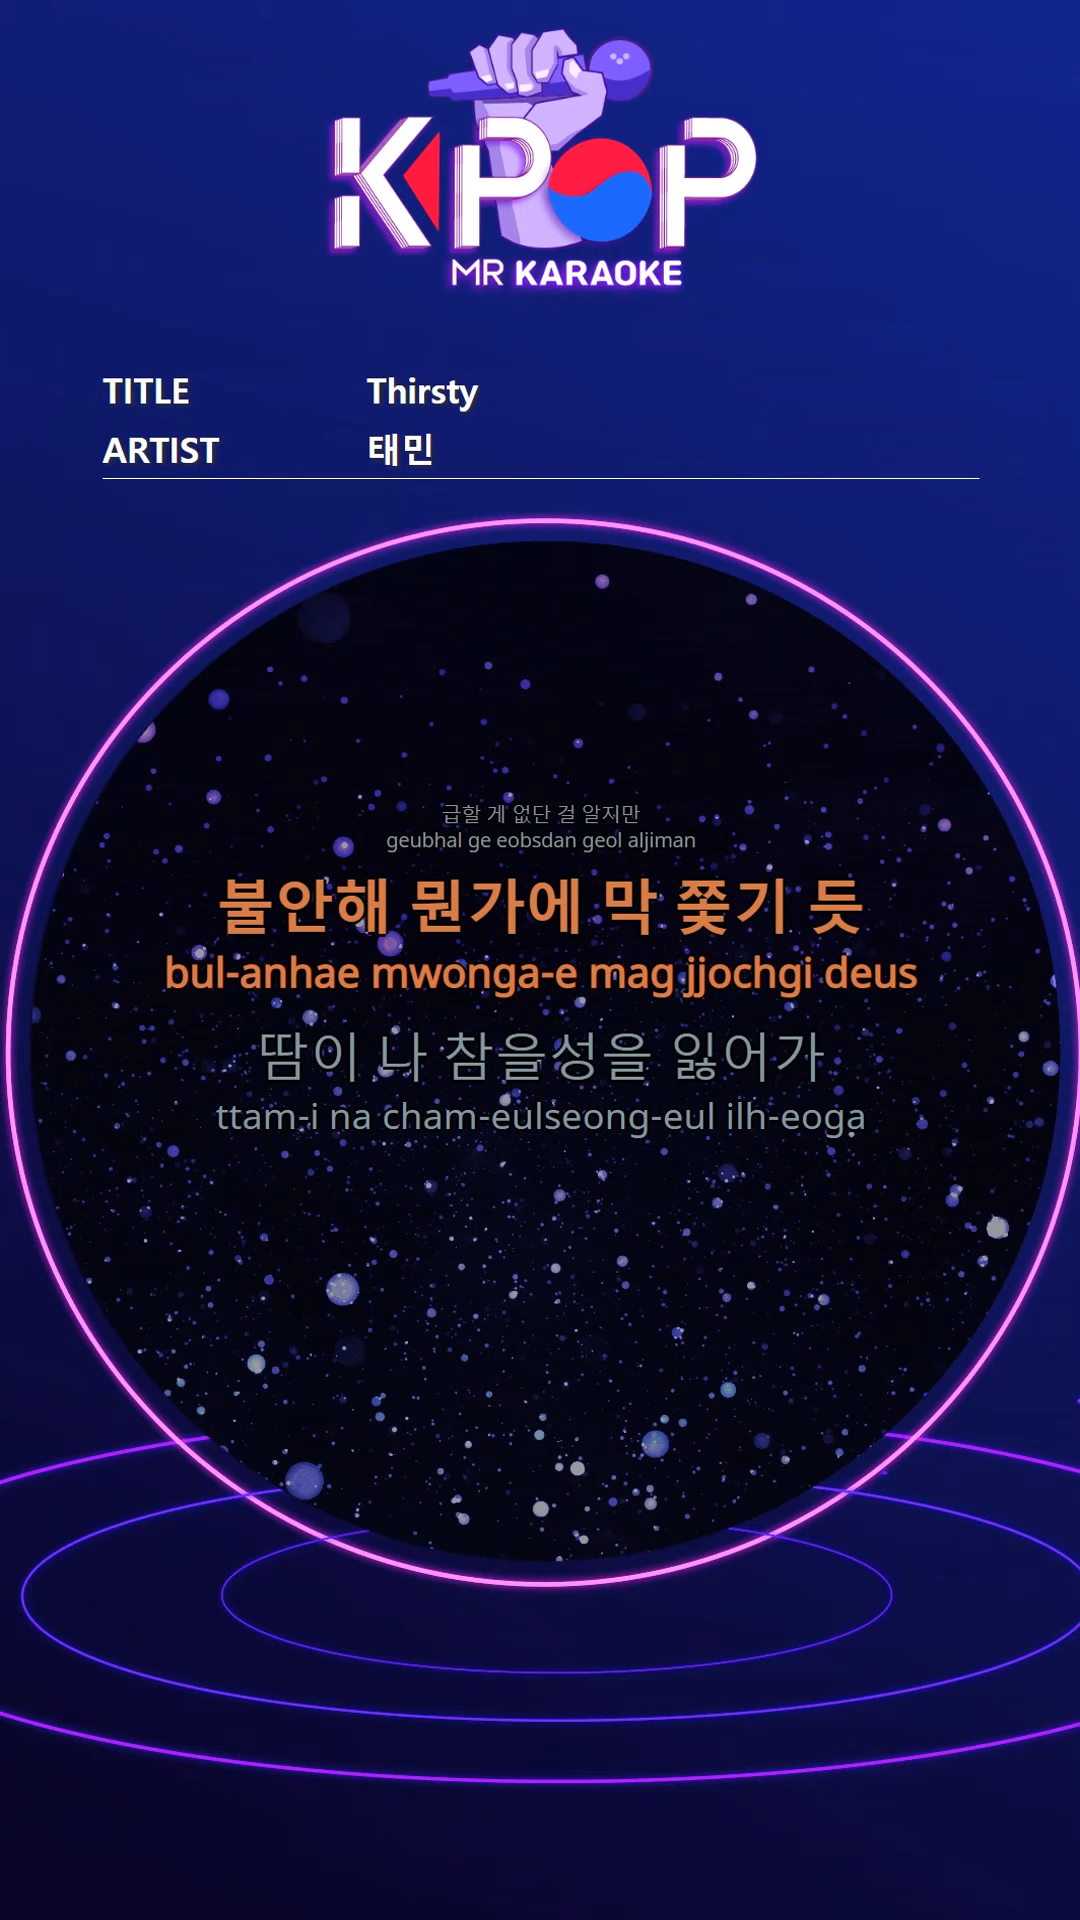 KPOP
MR KARAOKE
TITLE Thirsty
ARTIST 태민
급할 게 없단 걸 알지만
geubhal ge eobsdan geol aljiman
불안해 뭔가에 막 쫓기 듯
bul-anhae mwonga-e mag jjochgi deus
땀이 나 참을성을 잃어가
ttam-i na cham-eulseong-eul ilh-eoga